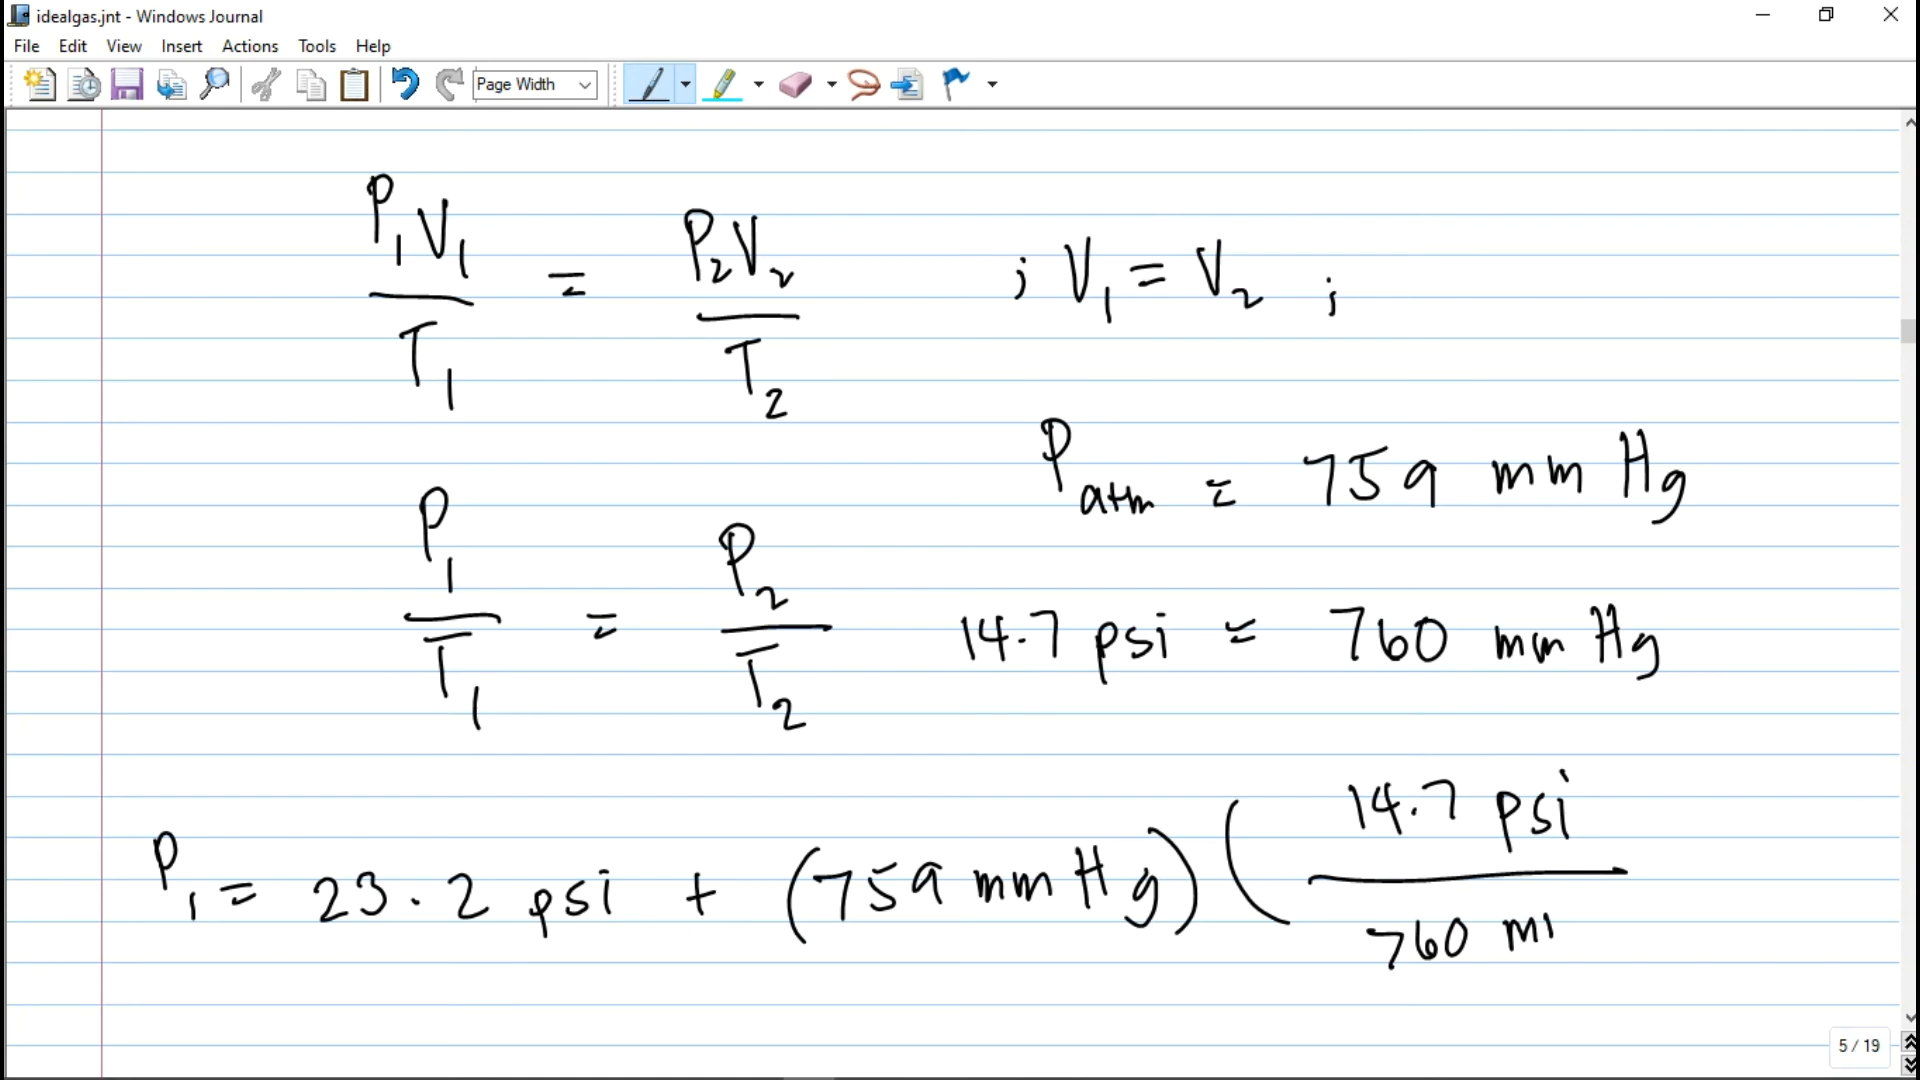 idealgas.jnt - Windows Journal
File Edit View Insert Actions Tools Help
Page Width
P₁V₁ / T₁ = P₂V₂ / T₂ ; V₁ = V₂ ;
P_atm = 759 mm Hg
P₁ / T₁ = P₂ / T₂
14.7 psi = 760 mm Hg
P₁ = 23.2 psi + (759 mm Hg) ( 14.7 psi / 760 m
5 / 19